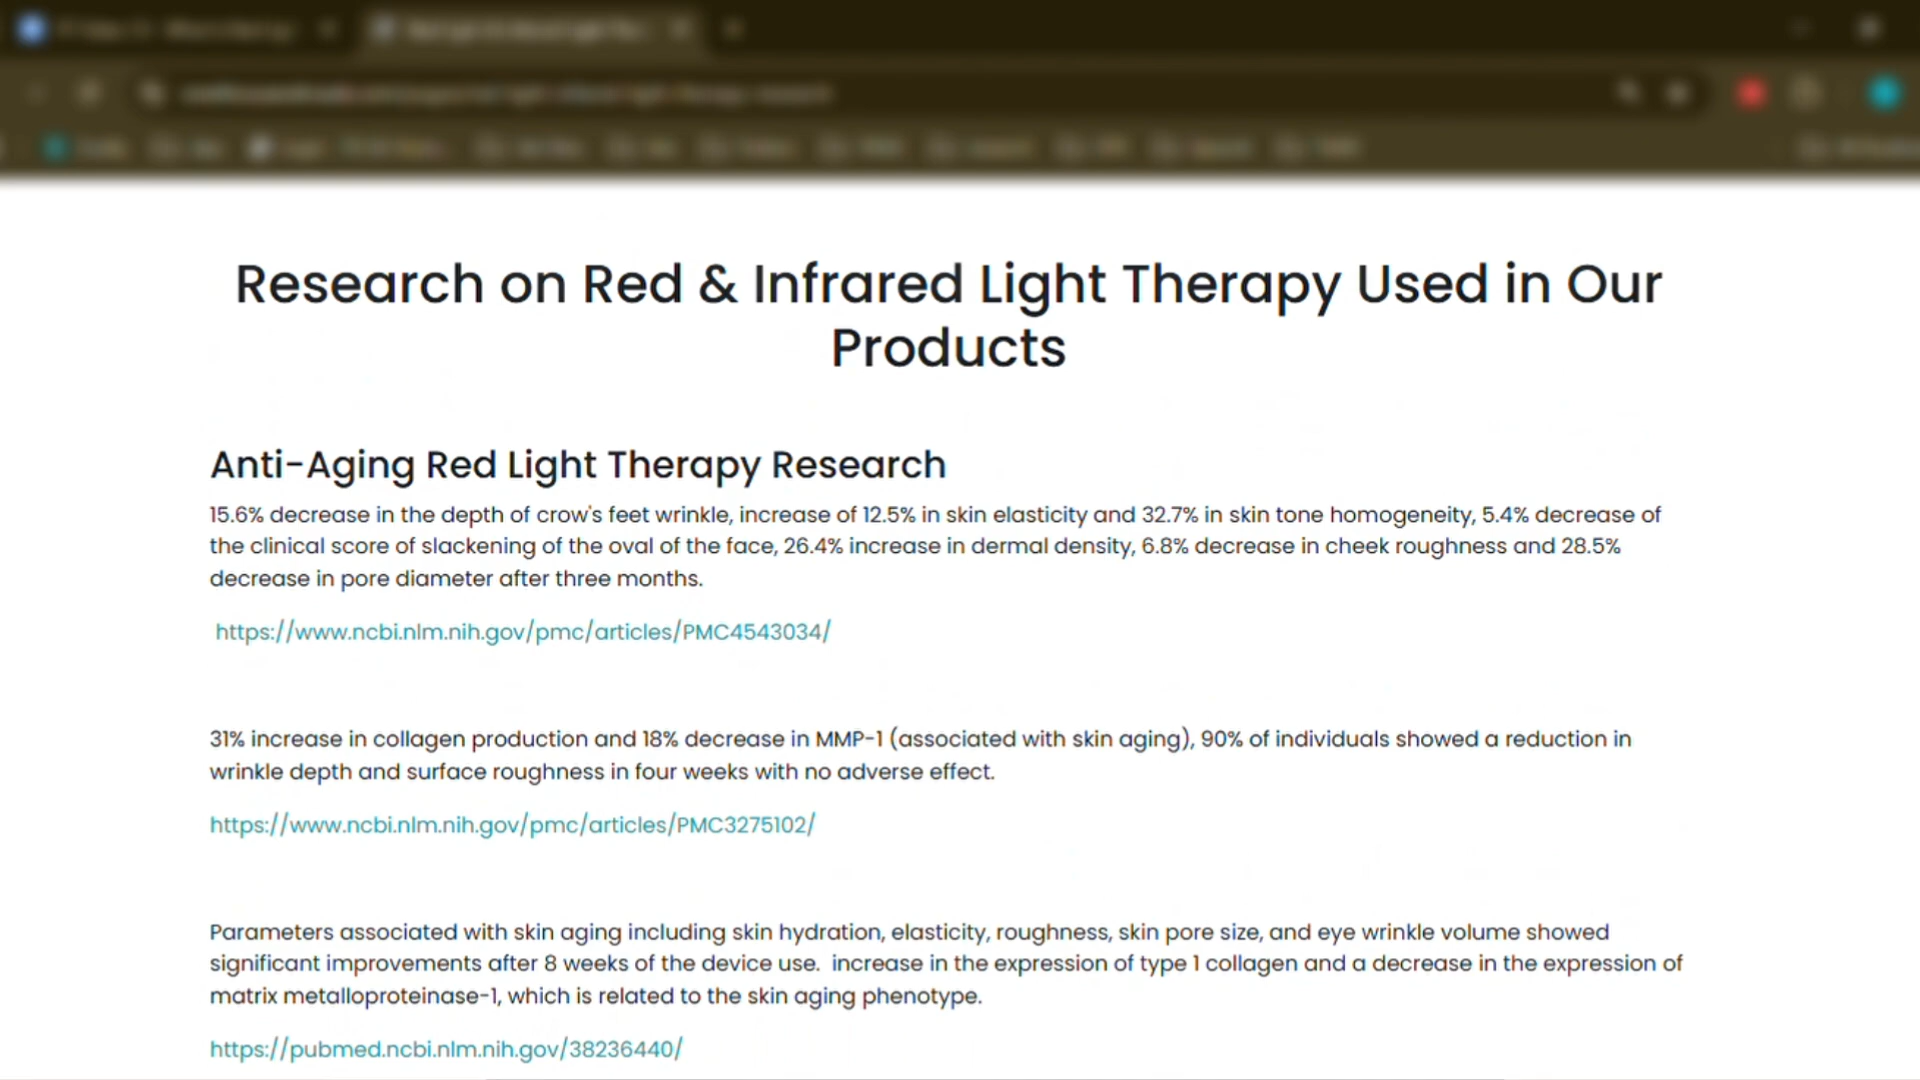 Research on Red & Infrared Light Therapy Used in Our
Products
Anti-Aging Red Light Therapy Research
15.6% decrease in the depth of crow's feet wrinkle, increase of 12.5% in skin elasticity and 32.7% in skin tone homogeneity, 5.4% decrease of
the clinical score of slackening of the oval of the face, 26.4% increase in dermal density, 6.8% decrease in cheek roughness and 28.5%
decrease in pore diameter after three months.
https://www.ncbi.nlm.nih.gov/pmc/articles/PMC4543034/
31% increase in collagen production and 18% decrease in MMP-1 (associated with skin aging), 90% of individuals showed a reduction in
wrinkle depth and surface roughness in four weeks with no adverse effect.
https://www.ncbi.nlm.nih.gov/pmc/articles/PMC3275102/
Parameters associated with skin aging including skin hydration, elasticity, roughness, skin pore size, and eye wrinkle volume showed
significant improvements after 8 weeks of the device use.  increase in the expression of type 1 collagen and a decrease in the expression of
matrix metalloproteinase-1, which is related to the skin aging phenotype.
https://pubmed.ncbi.nlm.nih.gov/38236440/